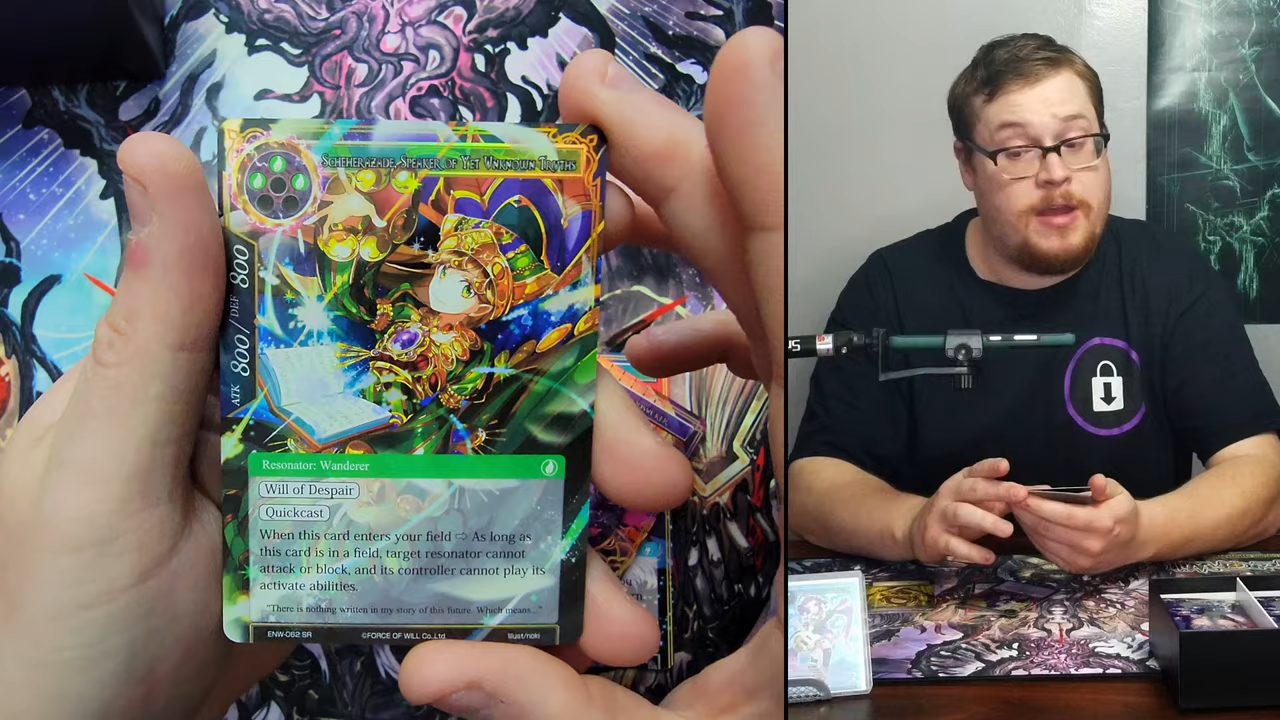 Scheherazade, Speaker of Yet Unknown Truths
ATK 800 / DEF 800
Resonator: Wanderer
Will of Despair
Quickcast
When this card enters your field ⇨ As long as
this card is in a field, target resonator cannot
attack or block, and its controller cannot play its
activate abilities.
"There is nothing written in my story of this future. Which means..."
ENW-062 SR
©FORCE OF WILL Co.,Ltd.
Illust/noki